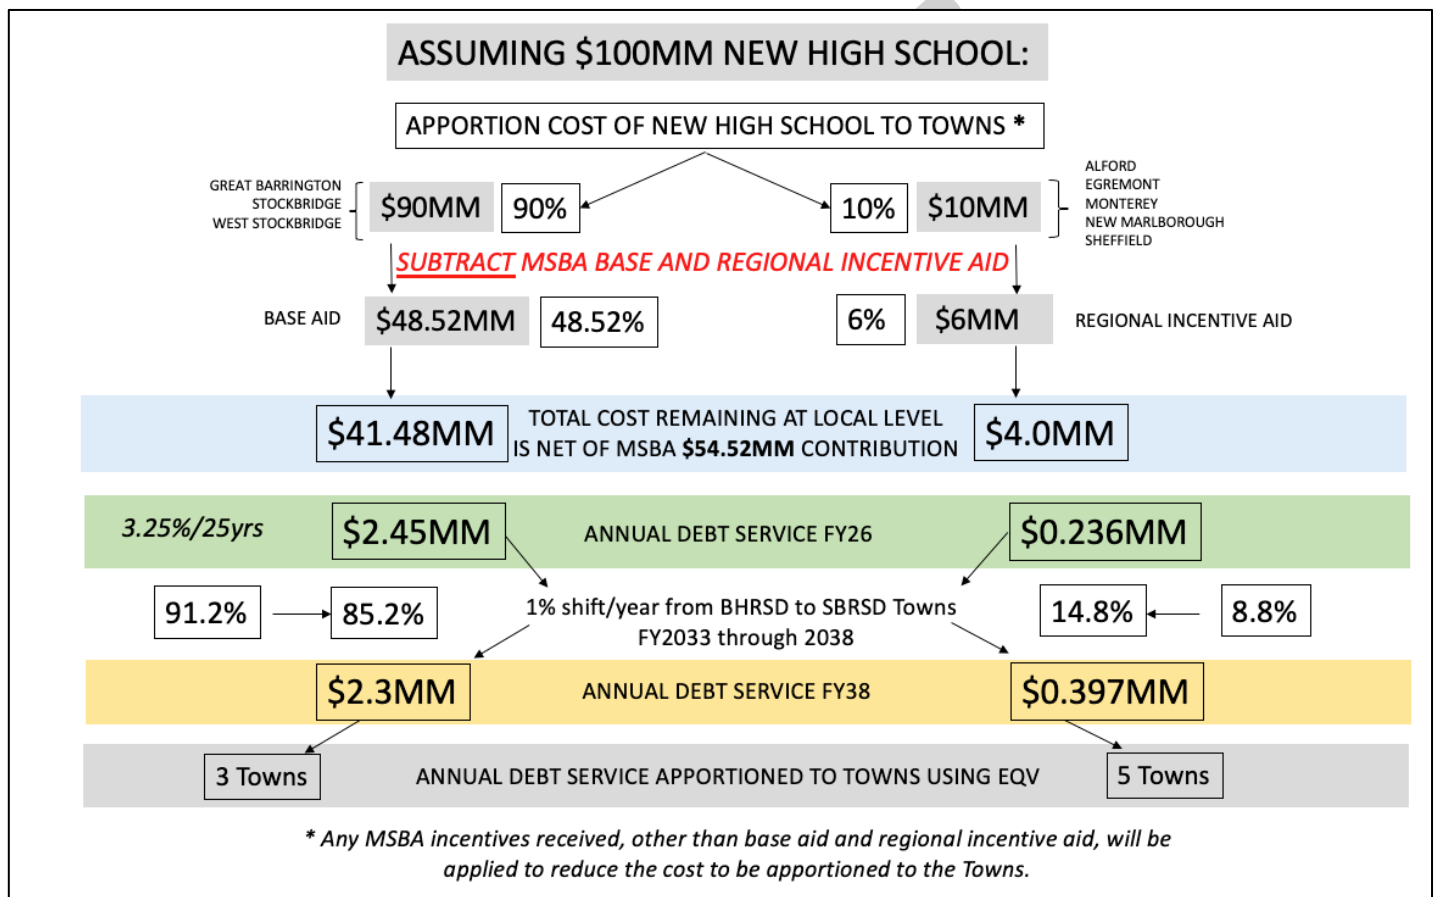 ASSUMING $100MM NEW HIGH SCHOOL:
APPORTION COST OF NEW HIGH SCHOOL TO TOWNS *
GREAT BARRINGTON
STOCKBRIDGE
WEST STOCKBRIDGE
$90MM
90%
10%
$10MM
ALFORD
EGREMONT
MONTEREY
NEW MARLBOROUGH
SHEFFIELD
SUBTRACT MSBA BASE AND REGIONAL INCENTIVE AID
BASE AID
$48.52MM
48.52%
6%
$6MM
REGIONAL INCENTIVE AID
$41.48MM
TOTAL COST REMAINING AT LOCAL LEVEL
IS NET OF MSBA $54.52MM CONTRIBUTION
$4.0MM
3.25%/25yrs
$2.45MM
ANNUAL DEBT SERVICE FY26
$0.236MM
91.2%
85.2%
1% shift/year from BHRSD to SBRSD Towns
FY2033 through 2038
14.8%
8.8%
$2.3MM
ANNUAL DEBT SERVICE FY38
$0.397MM
3 Towns
ANNUAL DEBT SERVICE APPORTIONED TO TOWNS USING EQV
5 Towns
* Any MSBA incentives received, other than base aid and regional incentive aid, will be
applied to reduce the cost to be apportioned to the Towns.